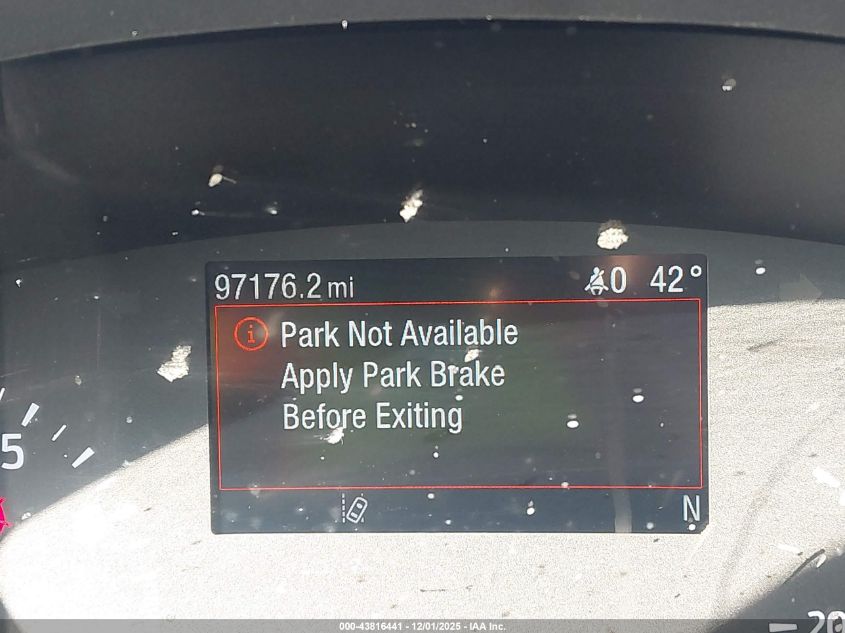 97176.2 mi 0 42°
Park Not Available
Apply Park Brake
Before Exiting
5
N
20
000-43816441 - 12/01/2025 - IAA Inc.